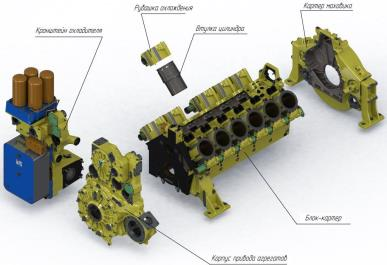 Рубашка охлаждения
Картер маховика
Кронштейн охладителя
Втулка цилиндра
Блок-картер
Корпус привода агрегатов